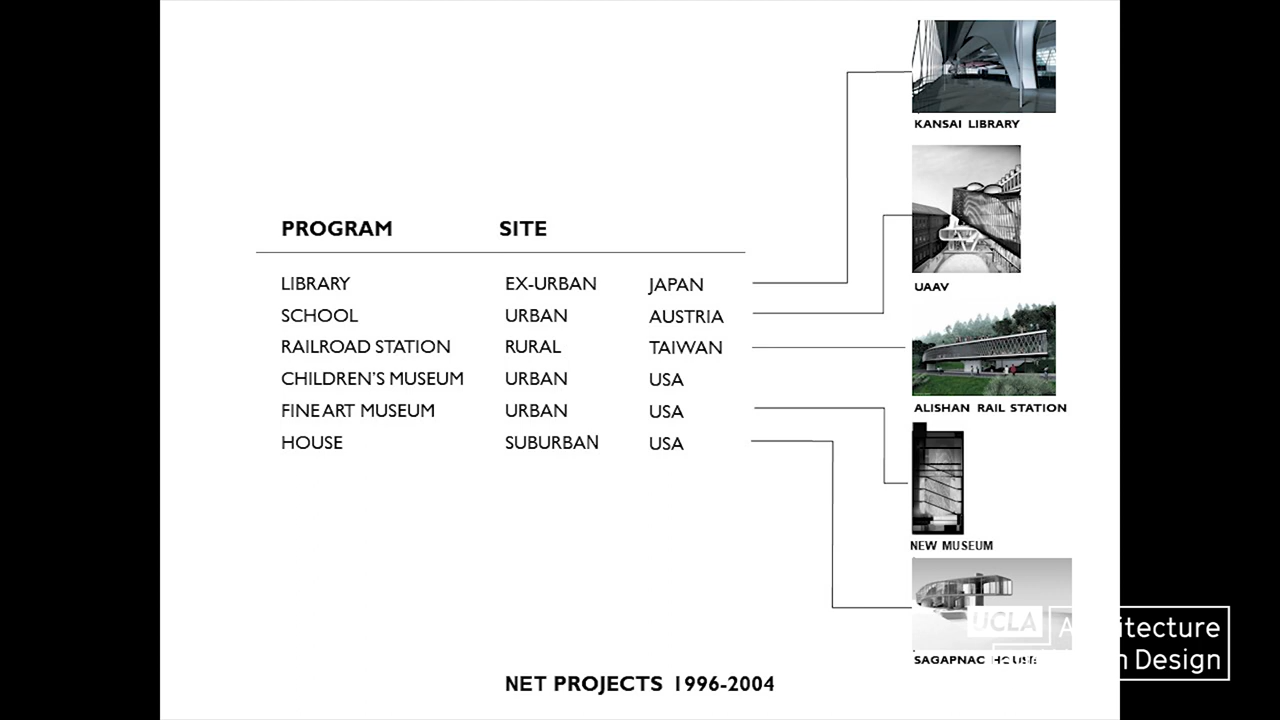 KANSAI LIBRARY
UAAV
PROGRAM SITE
LIBRARY EX-URBAN JAPAN
SCHOOL URBAN AUSTRIA
RAILROAD STATION RURAL TAIWAN
CHILDREN'S MUSEUM URBAN USA
FINE ART MUSEUM URBAN USA
HOUSE SUBURBAN USA
ALISHAN RAIL STATION
NEW MUSEUM
SAGAPNAC HOUSE
NET PROJECTS 1996-2004
UCLA
Design